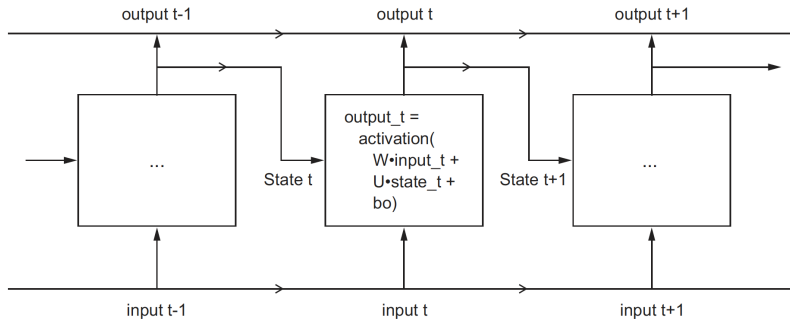 output t-1
output t
output t+1
output_t =
activation(
W•input_t +
U•state_t +
bo)
...
...
State t
State t+1
input t-1
input t
input t+1